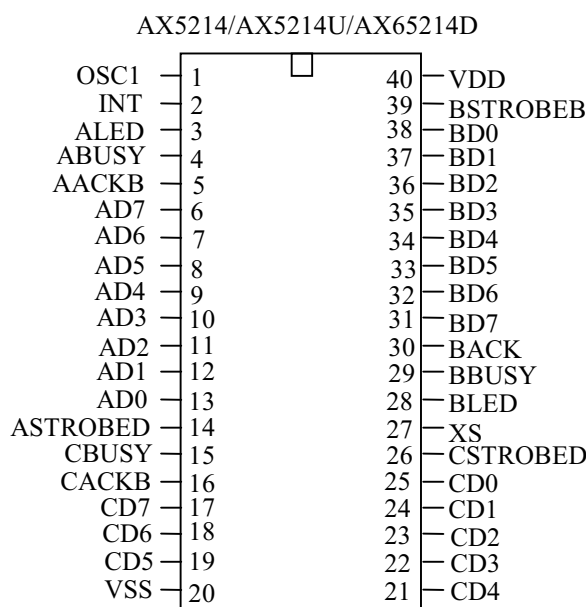 AX5214/AX5214U/AX65214D
OSC1 1 40 VDD
INT 2 39 BSTROBEB
ALED 3 38 BD0
ABUSY 4 37 BD1
AACKB 5 36 BD2
AD7 6 35 BD3
AD6 7 34 BD4
AD5 8 33 BD5
AD4 9 32 BD6
AD3 10 31 BD7
AD2 11 30 BACK
AD1 12 29 BBUSY
AD0 13 28 BLED
ASTROBED 14 27 XS
CBUSY 15 26 CSTROBED
CACKB 16 25 CD0
CD7 17 24 CD1
CD6 18 23 CD2
CD5 19 22 CD3
VSS 20 21 CD4